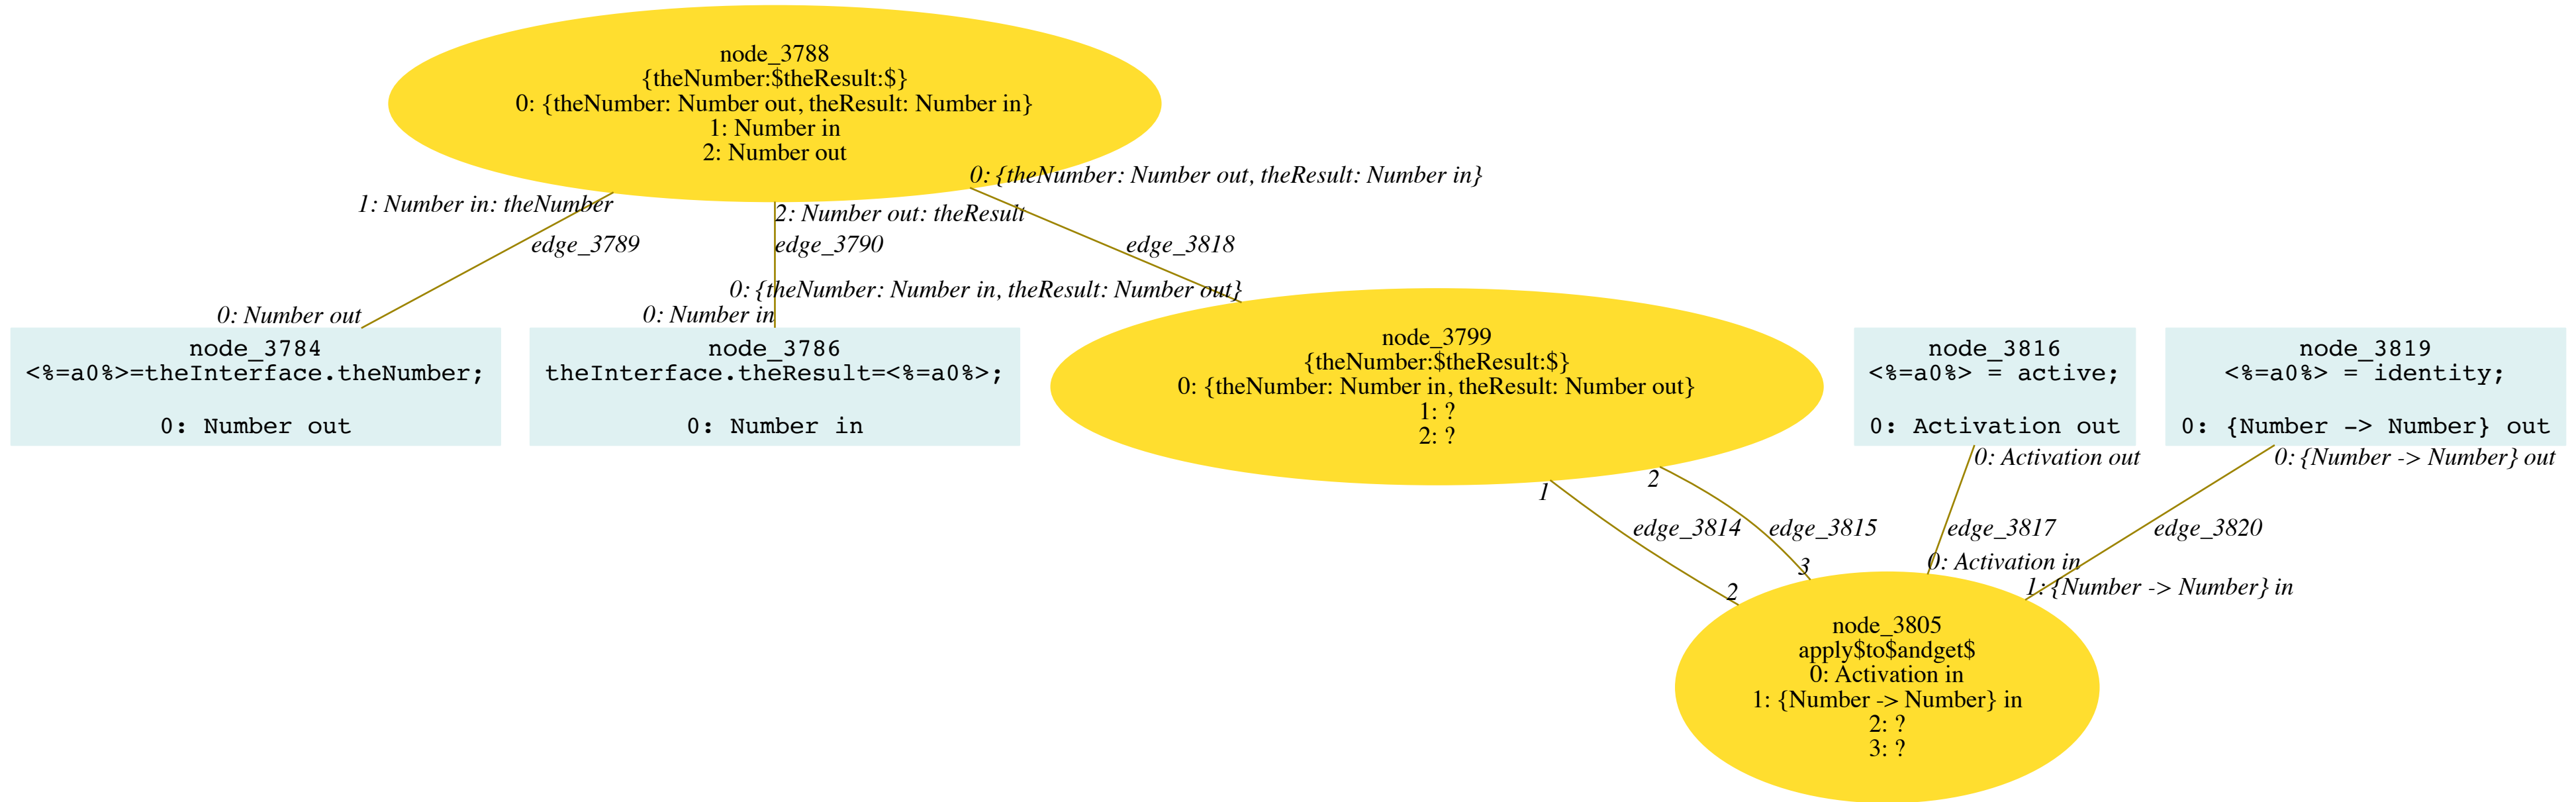 node_3788
{theNumber:$theResult:$}
0: {theNumber: Number out, theResult: Number in}
1: Number in
2: Number out
0: {theNumber: Number out, theResult: Number in}
1: Number in: theNumber
2: Number out: theResult
edge_3789
edge_3790
edge_3818
0: {theNumber: Number in, theResult: Number out}
0: Number out
0: Number in
node_3784
<%=a0%>=theInterface.theNumber;
0: Number out
node_3786
theInterface.theResult=<%=a0%>;
0: Number in
node_3799
{theNumber:$theResult:$}
0: {theNumber: Number in, theResult: Number out}
1: ?
2: ?
node_3816
<%=a0%> = active;
0: Activation out
node_3819
<%=a0%> = identity;
0: {Number -> Number} out
0: Activation out
0: {Number -> Number} out
1
2
edge_3814
edge_3815
edge_3817
edge_3820
2
3
0: Activation in
1: {Number -> Number} in
node_3805
apply$to$andget$
0: Activation in
1: {Number -> Number} in
2: ?
3: ?